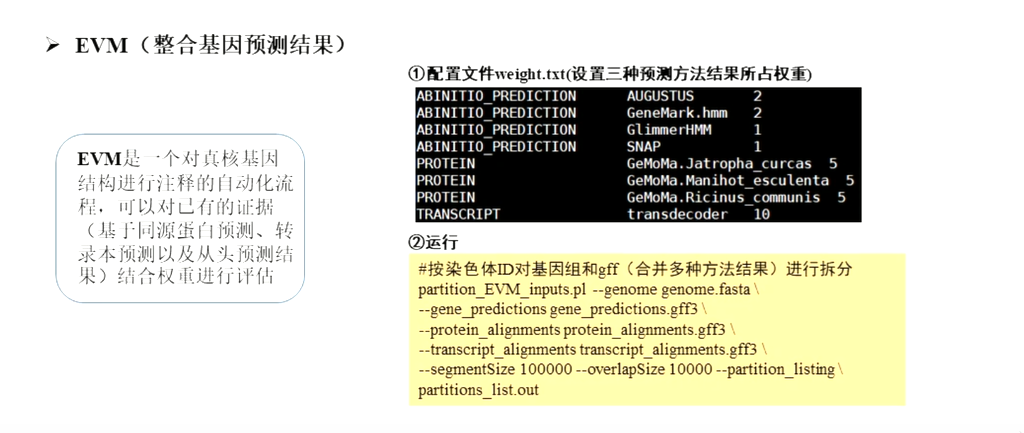 ➢ EVM（整合基因预测结果）
①配置文件weight.txt(设置三种预测方法结果所占权重)
ABINITIO_PREDICTION AUGUSTUS 2
ABINITIO_PREDICTION GeneMark.hmm 2
ABINITIO_PREDICTION GlimmerHMM 1
ABINITIO_PREDICTION SNAP 1
PROTEIN GeMoMa.Jatropha_curcas 5
PROTEIN GeMoMa.Manihot_esculenta 5
PROTEIN GeMoMa.Ricinus_communis 5
TRANSCRIPT transdecoder 10
EVM是一个对真核基因
结构进行注释的自动化流
程，可以对已有的证据
（基于同源蛋白预测、转
录本预测以及从头预测结
果）结合权重进行评估
②运行
#按染色体ID对基因组和gff（合并多种方法结果）进行拆分
partition_EVM_inputs.pl --genome genome.fasta \
--gene_predictions gene_predictions.gff3 \
--protein_alignments protein_alignments.gff3 \
--transcript_alignments transcript_alignments.gff3 \
--segmentSize 100000 --overlapSize 10000 --partition_listing \
partitions_list.out